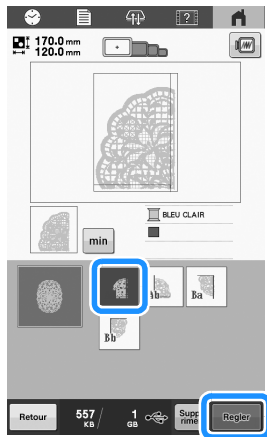 170.0 mm
120.0 mm
BLEU CLAIR
min
Ab
Ba
Bb
Retour
557 KB / 1 GB
Supp
rime
Regler